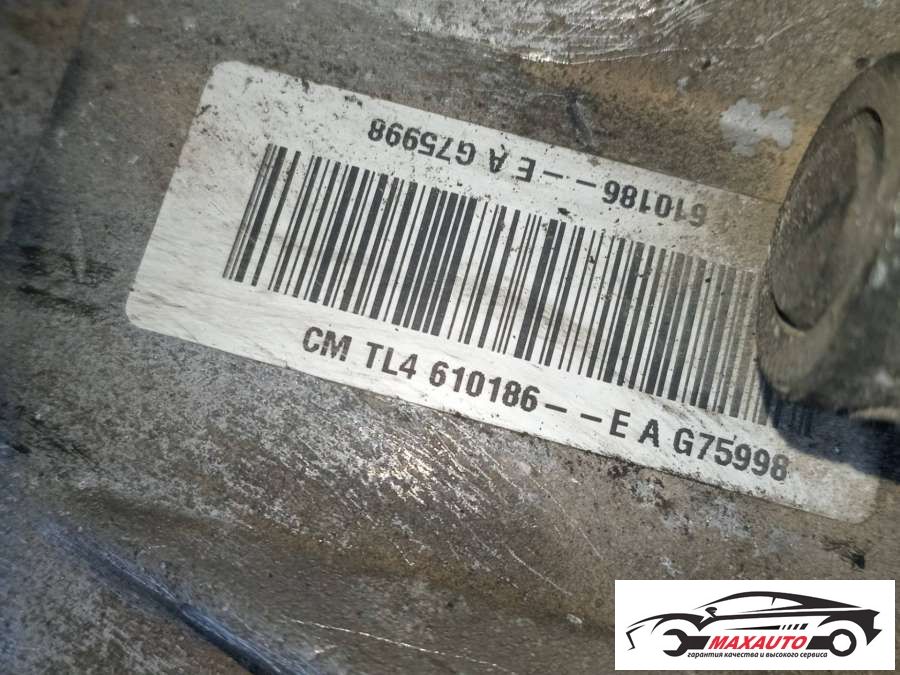 610186--E A G75998
CM TL4 610186--E A G75998
MAXAUTO
гарантия качества и высокого сервиса